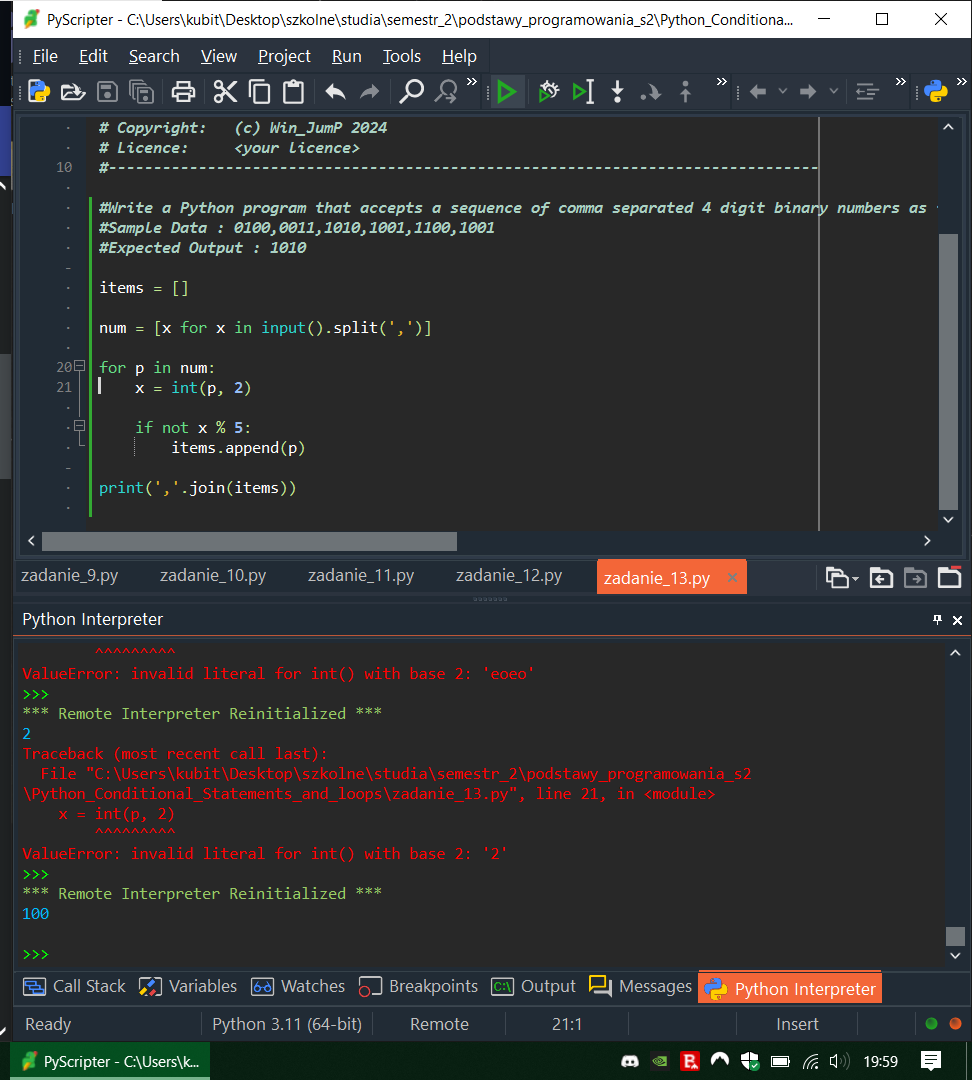 PyScripter - C:\Users\kubit\Desktop\szkolne\studia\semestr_2\podstawy_programowania_s2\Python_Conditiona...
File Edit Search View Project Run Tools Help
# Copyright:   (c) Win_JumP 2024
# Licence:     <your licence>
10 #-------------------------------------------------------------------------------
#Write a Python program that accepts a sequence of comma separated 4 digit binary numbers as
#Sample Data : 0100,0011,1010,1001,1100,1001
#Expected Output : 1010
items = []
num = [x for x in input().split(',')]
20 for p in num:
21     x = int(p, 2)
    if not x % 5:
        items.append(p)
print(','.join(items))
zadanie_9.py zadanie_10.py zadanie_11.py zadanie_12.py zadanie_13.py ×
Python Interpreter
^^^^^^^^^
ValueError: invalid literal for int() with base 2: 'eoeo'
>>>
*** Remote Interpreter Reinitialized ***
2
Traceback (most recent call last):
  File "C:\Users\kubit\Desktop\szkolne\studia\semestr_2\podstawy_programowania_s2
\Python_Conditional_Statements_and_loops\zadanie_13.py", line 21, in <module>
    x = int(p, 2)
        ^^^^^^^^^
ValueError: invalid literal for int() with base 2: '2'
>>>
*** Remote Interpreter Reinitialized ***
100
>>>
Call Stack Variables Watches Breakpoints Output Messages Python Interpreter
Ready Python 3.11 (64-bit) Remote 21:1 Insert
PyScripter - C:\Users\k... 19:59